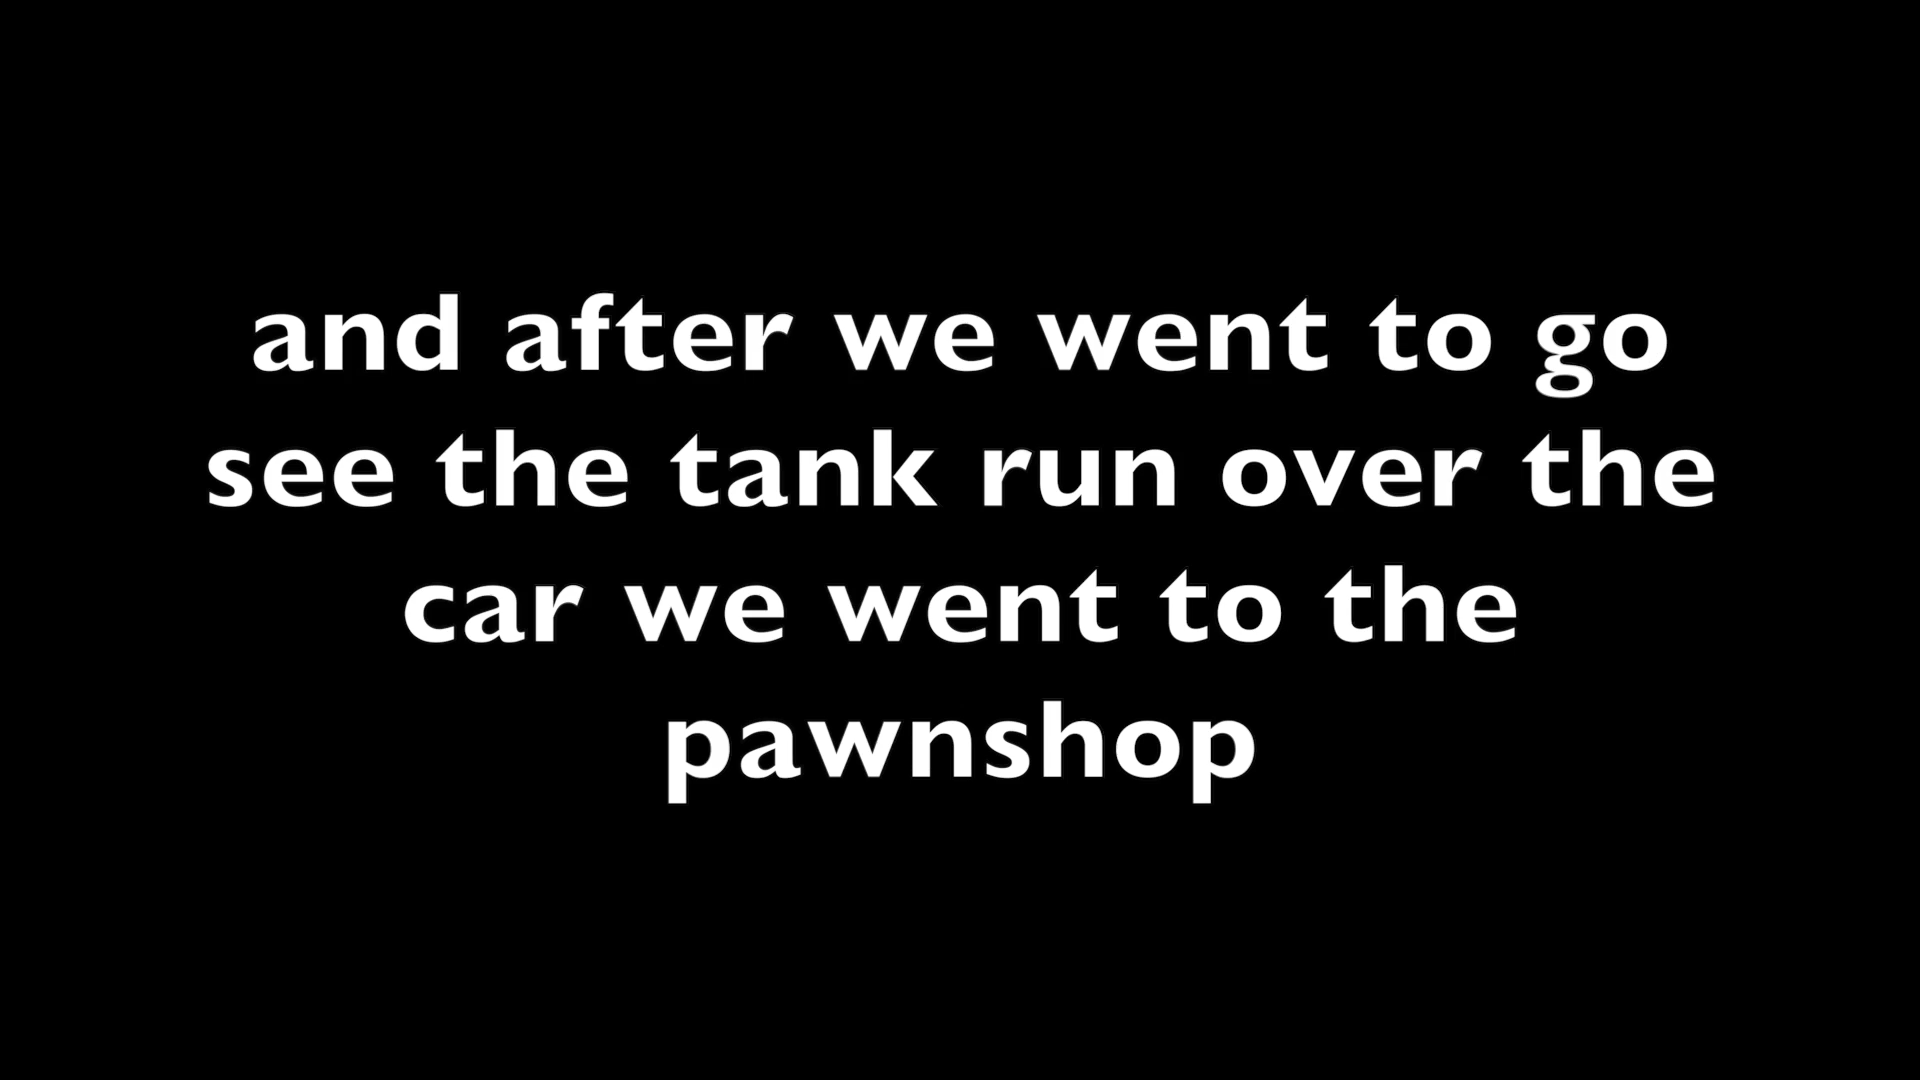 and after we went to go
see the tank run over the
car we went to the
pawnshop